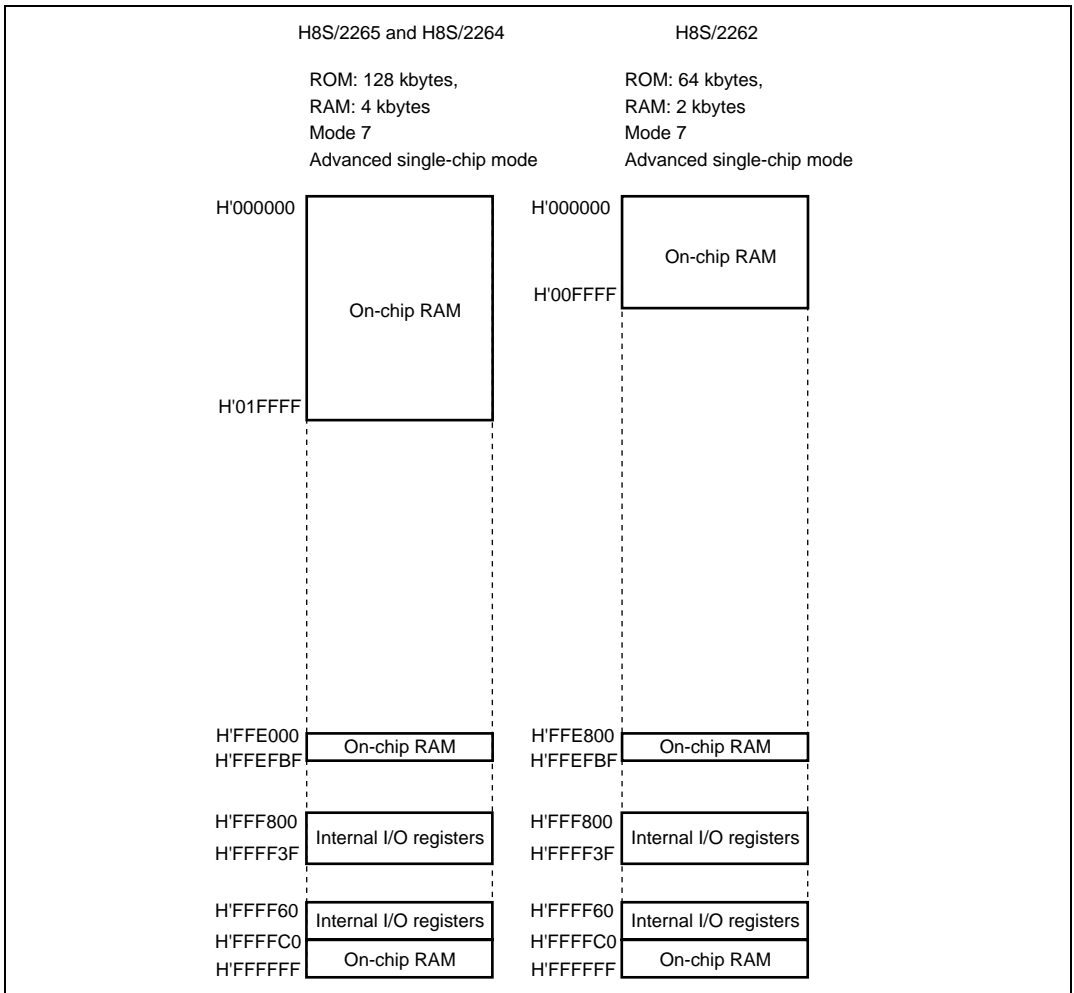 H8S/2265 and H8S/2264
ROM: 128 kbytes,
RAM: 4 kbytes
Mode 7
Advanced single-chip mode
H'000000
On-chip RAM
H'01FFFF
H'FFE000
On-chip RAM
H'FFEFBF
H'FFF800
Internal I/O registers
H'FFFF3F
H'FFFF60
Internal I/O registers
H'FFFFC0
On-chip RAM
H'FFFFFF
H8S/2262
ROM: 64 kbytes,
RAM: 2 kbytes
Mode 7
Advanced single-chip mode
H'000000
On-chip RAM
H'00FFFF
H'FFE800
On-chip RAM
H'FFEFBF
H'FFF800
Internal I/O registers
H'FFFF3F
H'FFFF60
Internal I/O registers
H'FFFFC0
On-chip RAM
H'FFFFFF